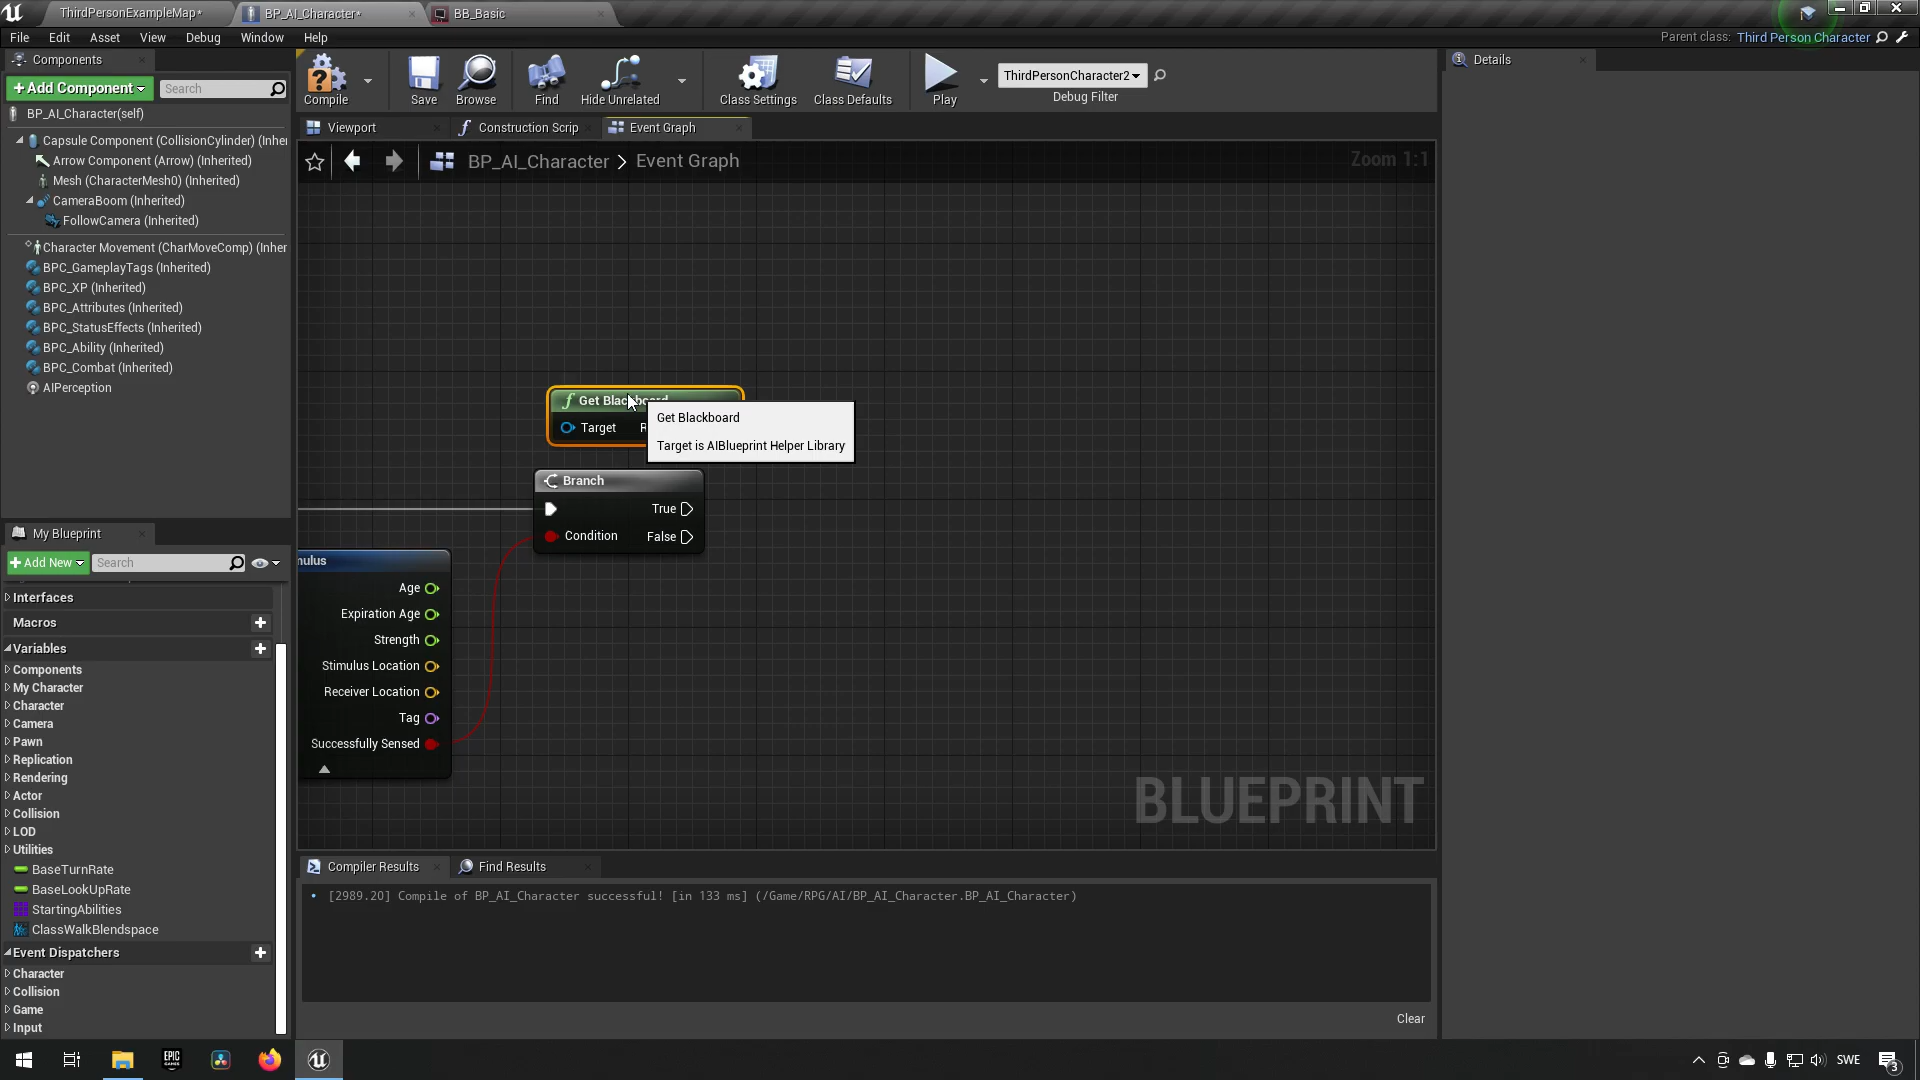 ThirdPersonExampleMap*
BP_AI_Character*
BB_Basic
File Edit Asset View Debug Window Help
Parent class: Third Person Character
Components
+Add Component
Search
BP_AI_Character(self)
Capsule Component (CollisionCylinder) (Inhe
Arrow Component (Arrow) (Inherited)
Mesh (CharacterMesh0) (Inherited)
CameraBoom (Inherited)
FollowCamera (Inherited)
Character Movement (CharMoveComp) (Inher
BPC_GameplayTags (Inherited)
BPC_XP (Inherited)
BPC_Attributes (Inherited)
BPC_StatusEffects (Inherited)
BPC_Ability (Inherited)
BPC_Combat (Inherited)
AIPerception
Compile
Save
Browse
Find
Hide Unrelated
Class Settings
Class Defaults
Play
ThirdPersonCharacter2
Debug Filter
Details
Viewport
Construction Scrip
Event Graph
BP_AI_Character > Event Graph
Zoom 1:1
Get Blackboard
Target R
Get Blackboard
Target is AIBlueprint Helper Library
Branch
True
Condition False
mulus
Age
Expiration Age
Strength
Stimulus Location
Receiver Location
Tag
Successfully Sensed
BLUEPRINT
My Blueprint
+Add New
Search
Interfaces
Macros
Variables
Components
My Character
Character
Camera
Pawn
Replication
Rendering
Actor
Collision
LOD
Utilities
BaseTurnRate
BaseLookUpRate
StartingAbilities
ClassWalkBlendspace
Event Dispatchers
Character
Collision
Game
Input
Compiler Results
Find Results
[2989.20] Compile of BP_AI_Character successful! [in 133 ms] (/Game/RPG/AI/BP_AI_Character.BP_AI_Character)
Clear
EPIC GAMES
SWE
3